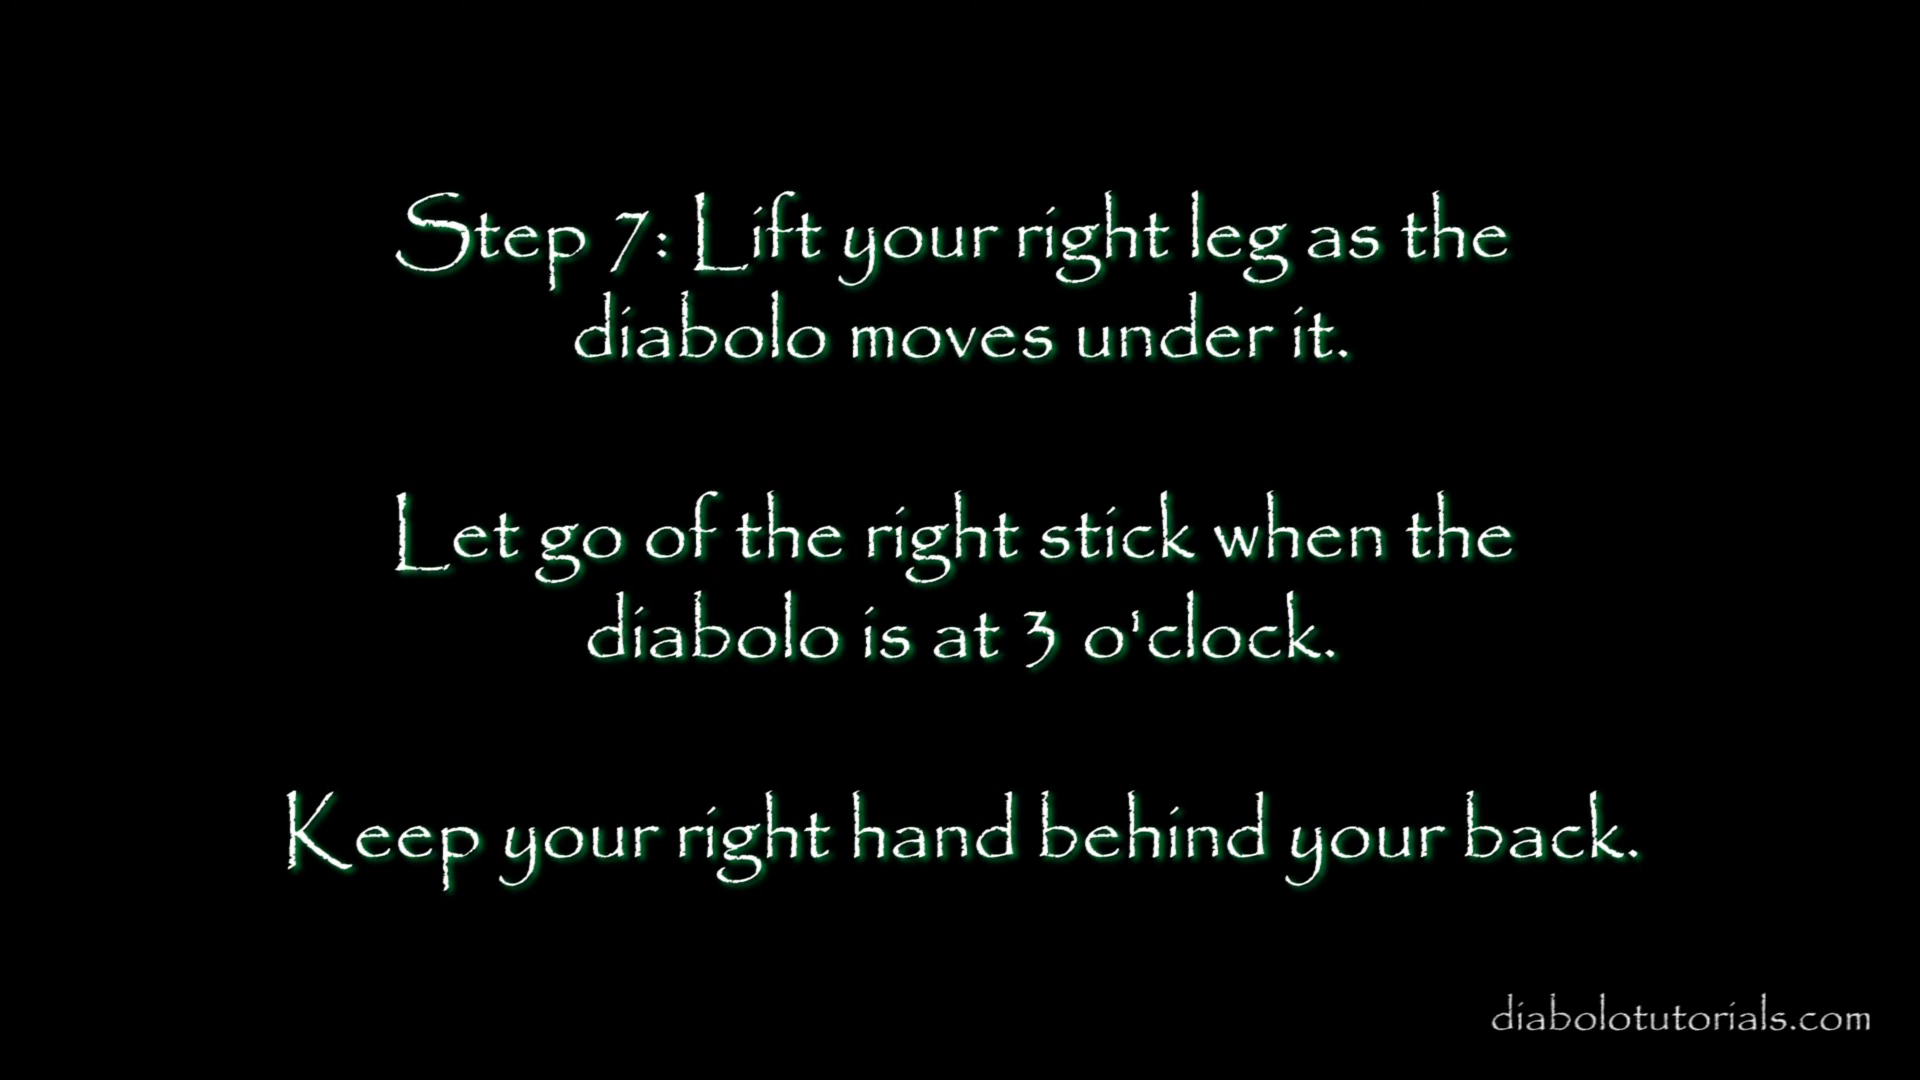 Step 7: Lift your right leg as the
diabolo moves under it.
Let go of the right stick when the
diabolo is at 3 o'clock.
Keep your right hand behind your back.
diabolotutorials.com